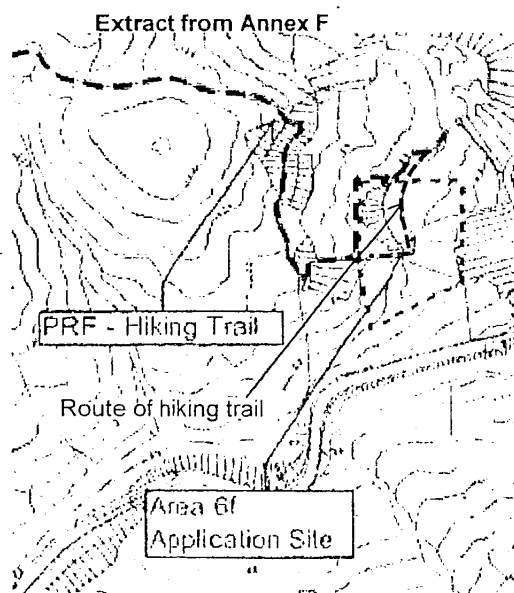 Extract from Annex F
PRF - Hiking Trail
Route of hiking trail
Area 6f
Application Site